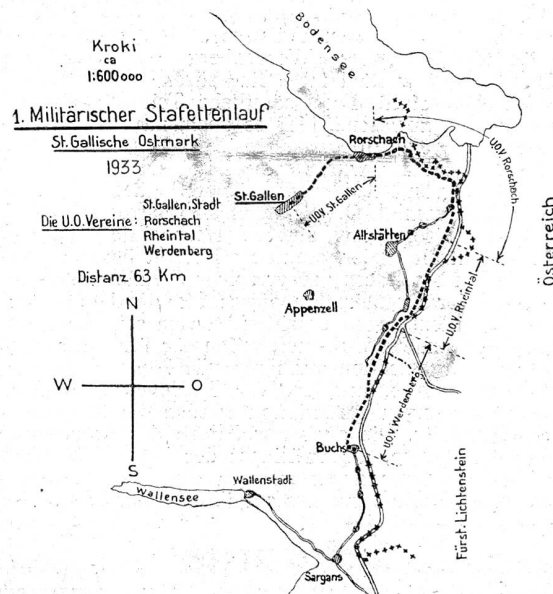 Kroki
ca
1:600000
1. Militärischer Stafettenlauf
St.Gallische Ostmark
1933
Die U.O.Vereine:
St.Gallen, Stadt
Rorschach
Rheintal
Werdenberg
Distanz 63 Km
N
W
O
S
Bodensee
Rorschach
St.Gallen
U.O.V. St.Gallen
U.O.V. Rorschach
Altstätten
Appenzell
U.O.V. Rheintal
Österreich
U.O.V. Werdenberg
Buchs
Wallenstadt
Wallensee
Sargans
Fürst. Lichtenstein